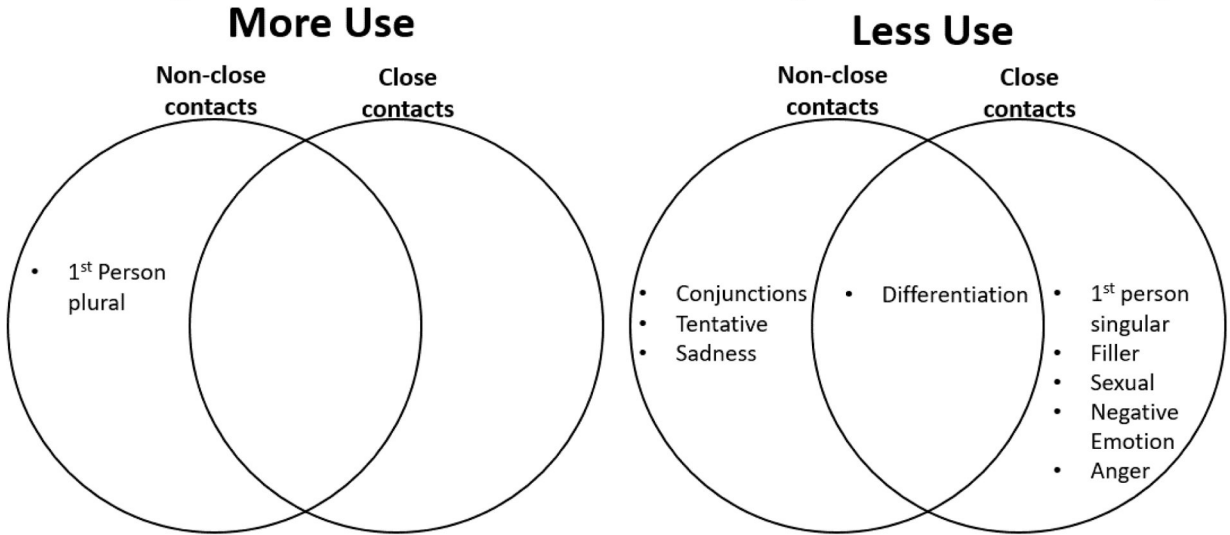 More Use
Non-close
contacts
Close
contacts
• 1st Person
plural
Less Use
Non-close
contacts
Close
contacts
• Conjunctions
• Tentative
• Sadness
• Differentiation
• 1st person
singular
• Filler
• Sexual
• Negative
Emotion
• Anger